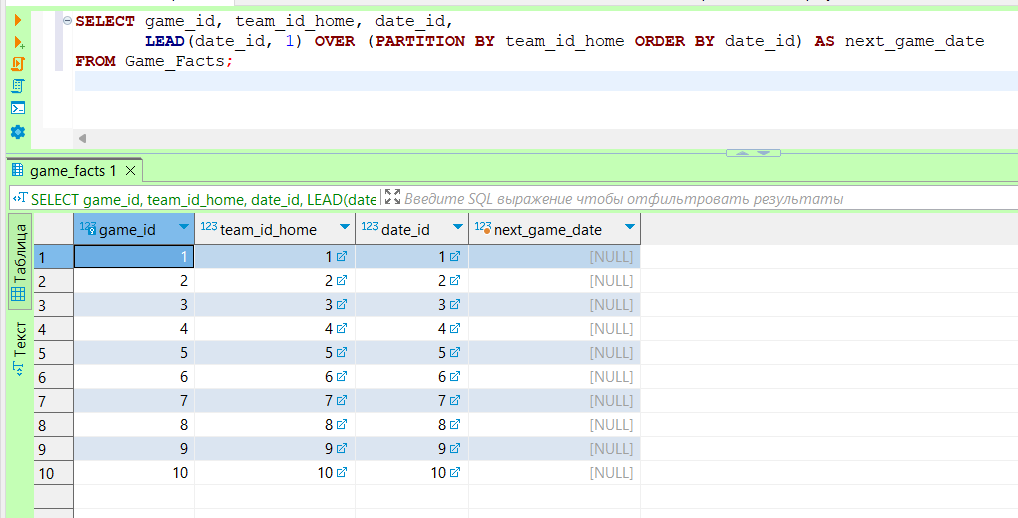 SELECT game_id, team_id_home, date_id,
LEAD(date_id, 1) OVER (PARTITION BY team_id_home ORDER BY date_id) AS next_game_date
FROM Game_Facts;
game_facts 1
SELECT game_id, team_id_home, date_id, LEAD(date Введите SQL выражение чтобы отфильтровать результаты
Таблица
Текст
123 game_id 123 team_id_home 123 date_id 123 next_game_date
1 1 1 1 [NULL]
2 2 2 2 [NULL]
3 3 3 3 [NULL]
4 4 4 4 [NULL]
5 5 5 5 [NULL]
6 6 6 6 [NULL]
7 7 7 7 [NULL]
8 8 8 8 [NULL]
9 9 9 9 [NULL]
10 10 10 10 [NULL]